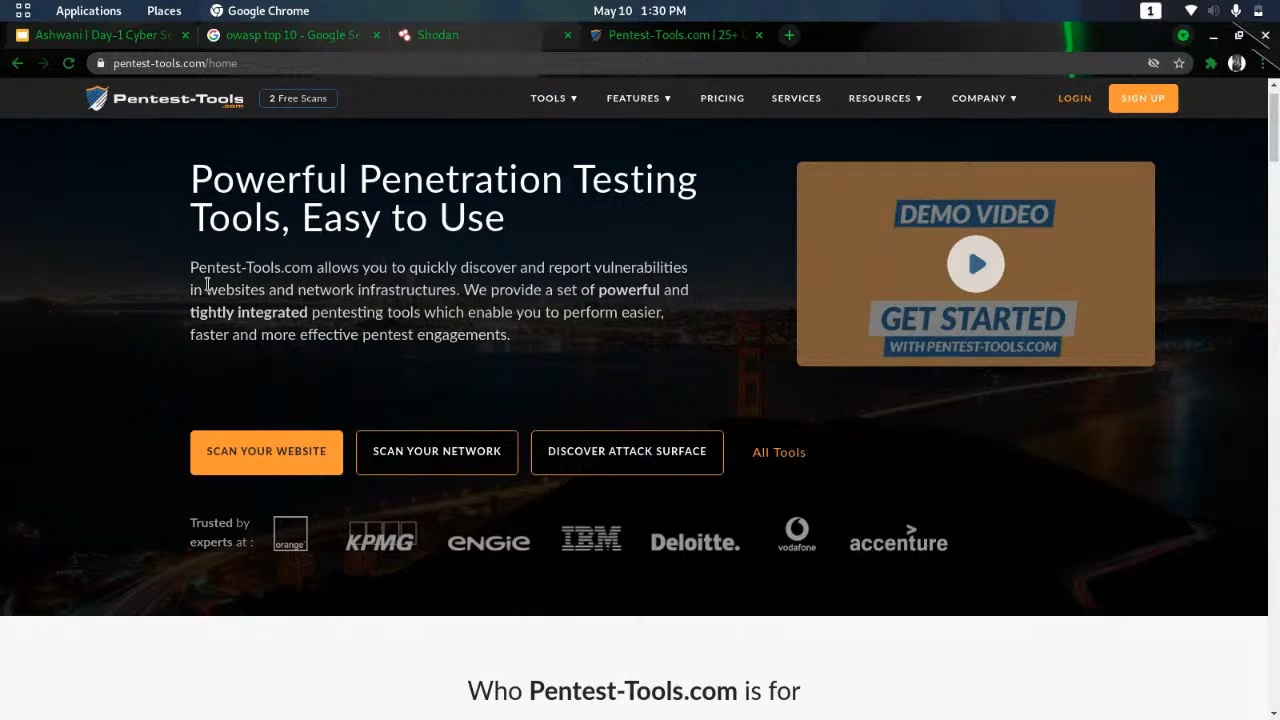 Applications Places Google Chrome May 10 1:30 PM 1
Ashwani | Day-1 Cyber Se × owasp top 10 - Google Se × Shodan × Pentest-Tools.com | 25+ × +
pentest-tools.com/home
Pentest-Tools .com 2 Free Scans TOOLS ▼ FEATURES ▼ PRICING SERVICES RESOURCES ▼ COMPANY ▼ LOGIN SIGN UP
Powerful Penetration Testing
Tools, Easy to Use
Pentest-Tools.com allows you to quickly discover and report vulnerabilities
in websites and network infrastructures. We provide a set of powerful and
tightly integrated pentesting tools which enable you to perform easier,
faster and more effective pentest engagements.
DEMO VIDEO
GET STARTED
WITH PENTEST-TOOLS.COM
SCAN YOUR WEBSITE SCAN YOUR NETWORK DISCOVER ATTACK SURFACE All Tools
Trusted by
experts at :
orange KPMG ENGIE IBM Deloitte. vodafone accenture
Who Pentest-Tools.com is for